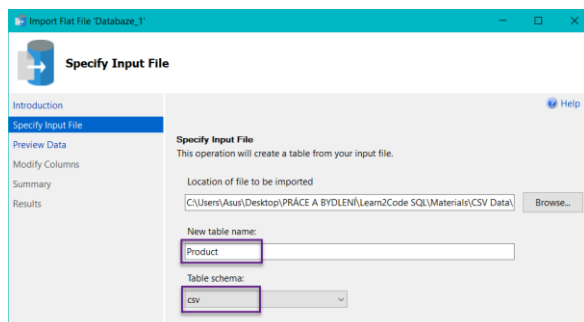 Import Flat File 'Databaze_1'
Specify Input File
Introduction
Help
Specify Input File
Preview Data
Modify Columns
Summary
Results
Specify Input File
This operation will create a table from your input file.
Location of file to be imported
C:\Users\Asus\Desktop\PRÁCE A BYDLENÍ\Learn2Code SQL\Materials\CSV Data\
Browse...
New table name:
Product
Table schema:
csv